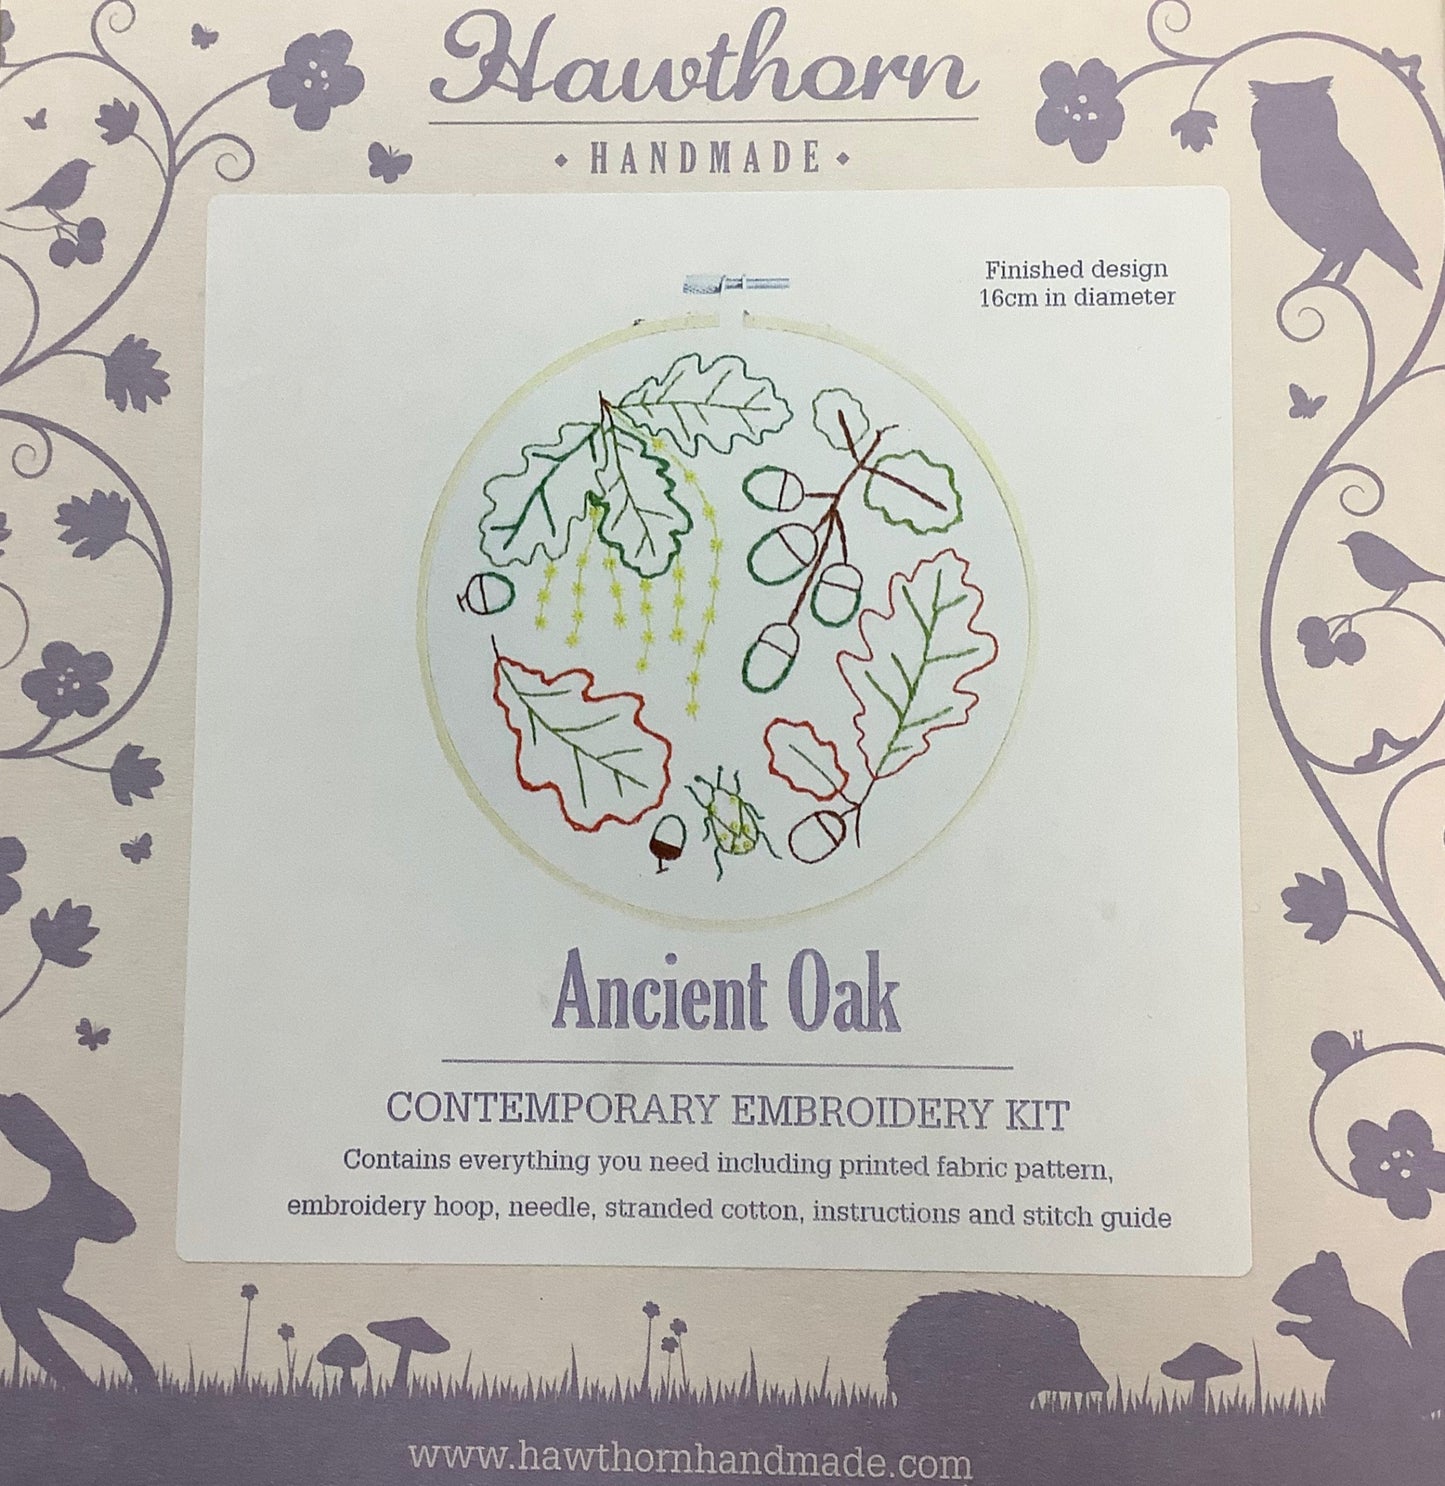 Hawthorn
• HANDMADE •
Finished design
16cm in diameter
Ancient Oak
CONTEMPORARY EMBROIDERY KIT
Contains everything you need including printed fabric pattern,
embroidery hoop, needle, stranded cotton, instructions and stitch guide
www.hawthornhandmade.com